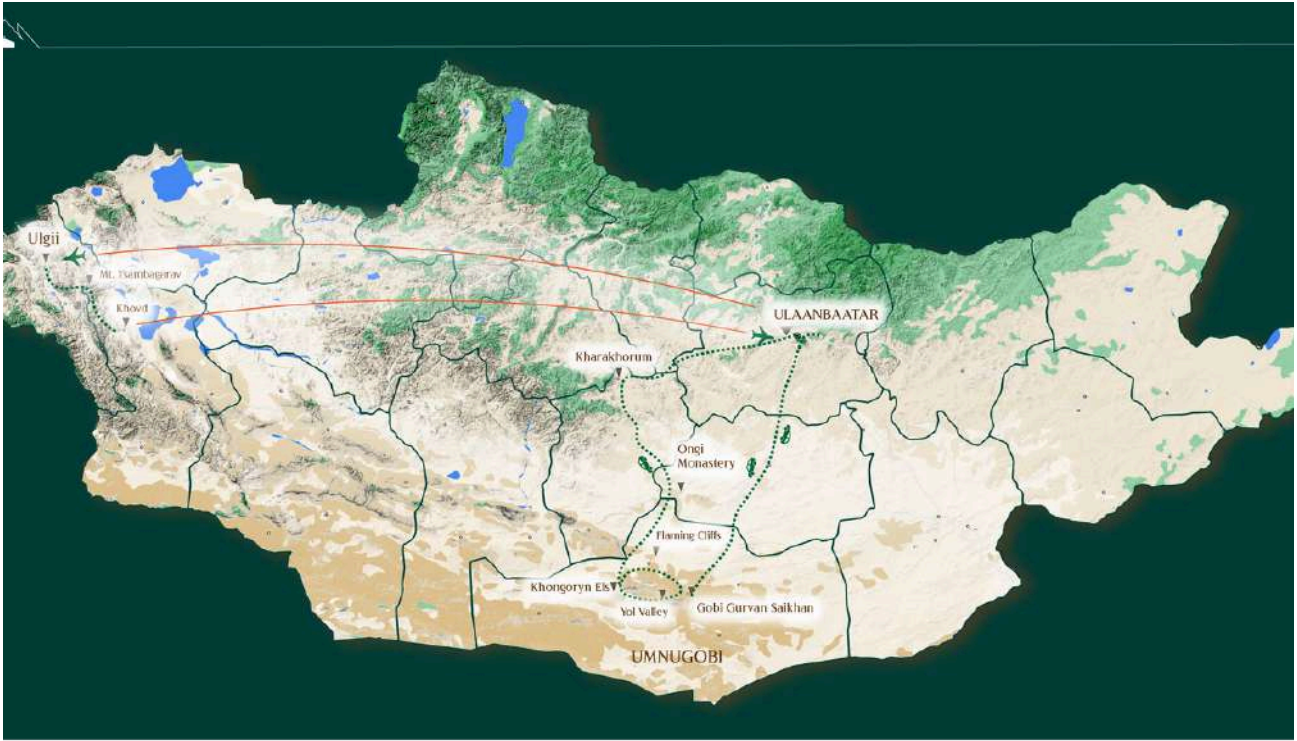 Ulgii
Mt. Tsambagarav
Khovd
ULAANBAATAR
Kharakhorum
Ongi
Monastery
Flaming Cliffs
Khongoryn Els
Yol Valley
Gobi Gurvan Saikhan
UMNUGOBI